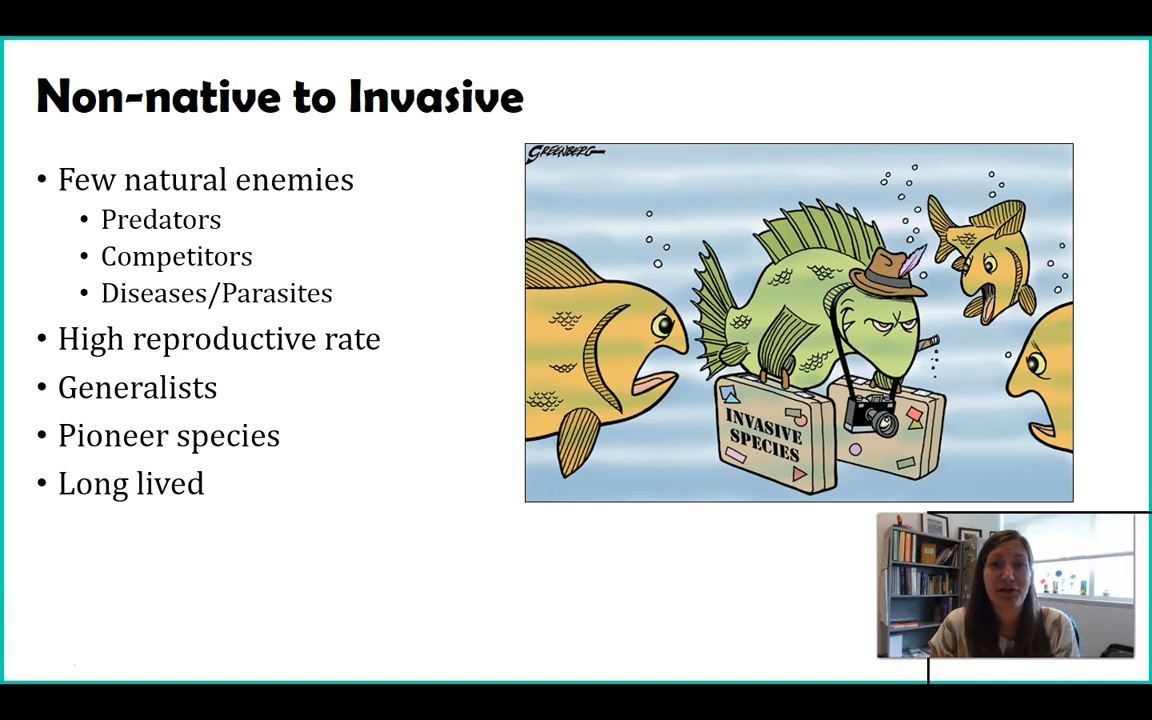 Non-native to Invasive
• Few natural enemies
• Predators
• Competitors
• Diseases/Parasites
• High reproductive rate
• Generalists
• Pioneer species
• Long lived
GREENBERG
INVASIVE
SPECIES